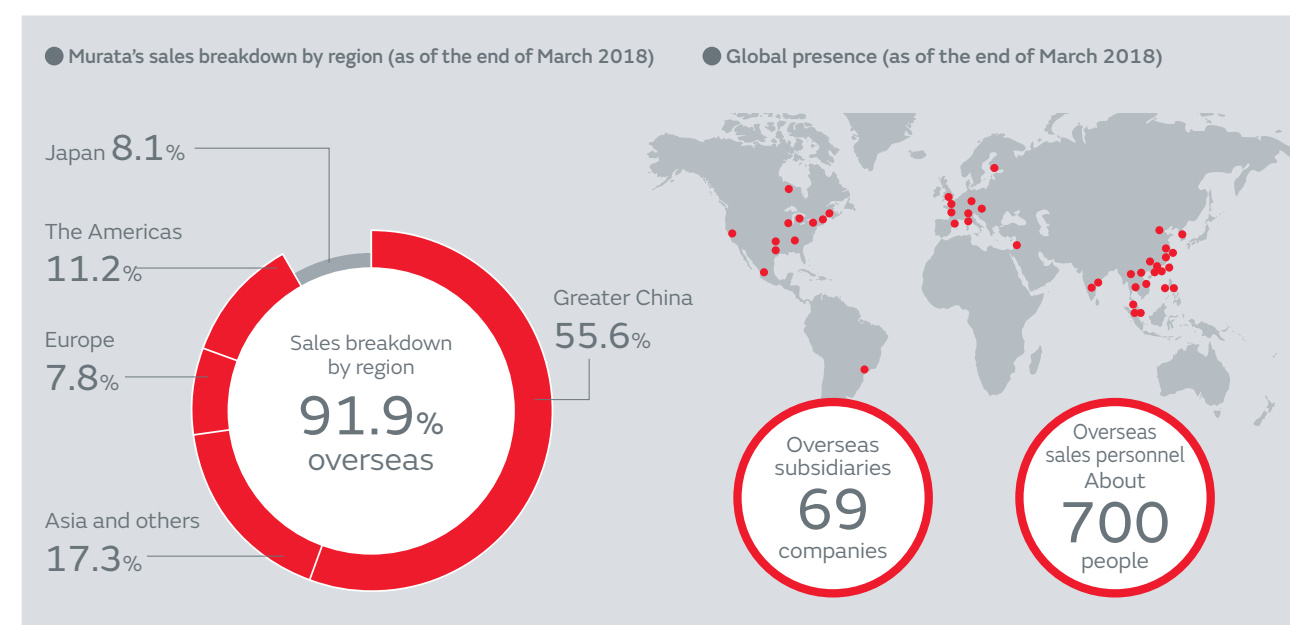 ● Murata's sales breakdown by region (as of the end of March 2018)
Japan 8.1%
The Americas
11.2%
Europe
7.8%
Asia and others
17.3%
Greater China
55.6%
Sales breakdown
by region
91.9%
overseas
● Global presence (as of the end of March 2018)
Overseas
subsidiaries
69
companies
Overseas
sales personnel
About
700
people